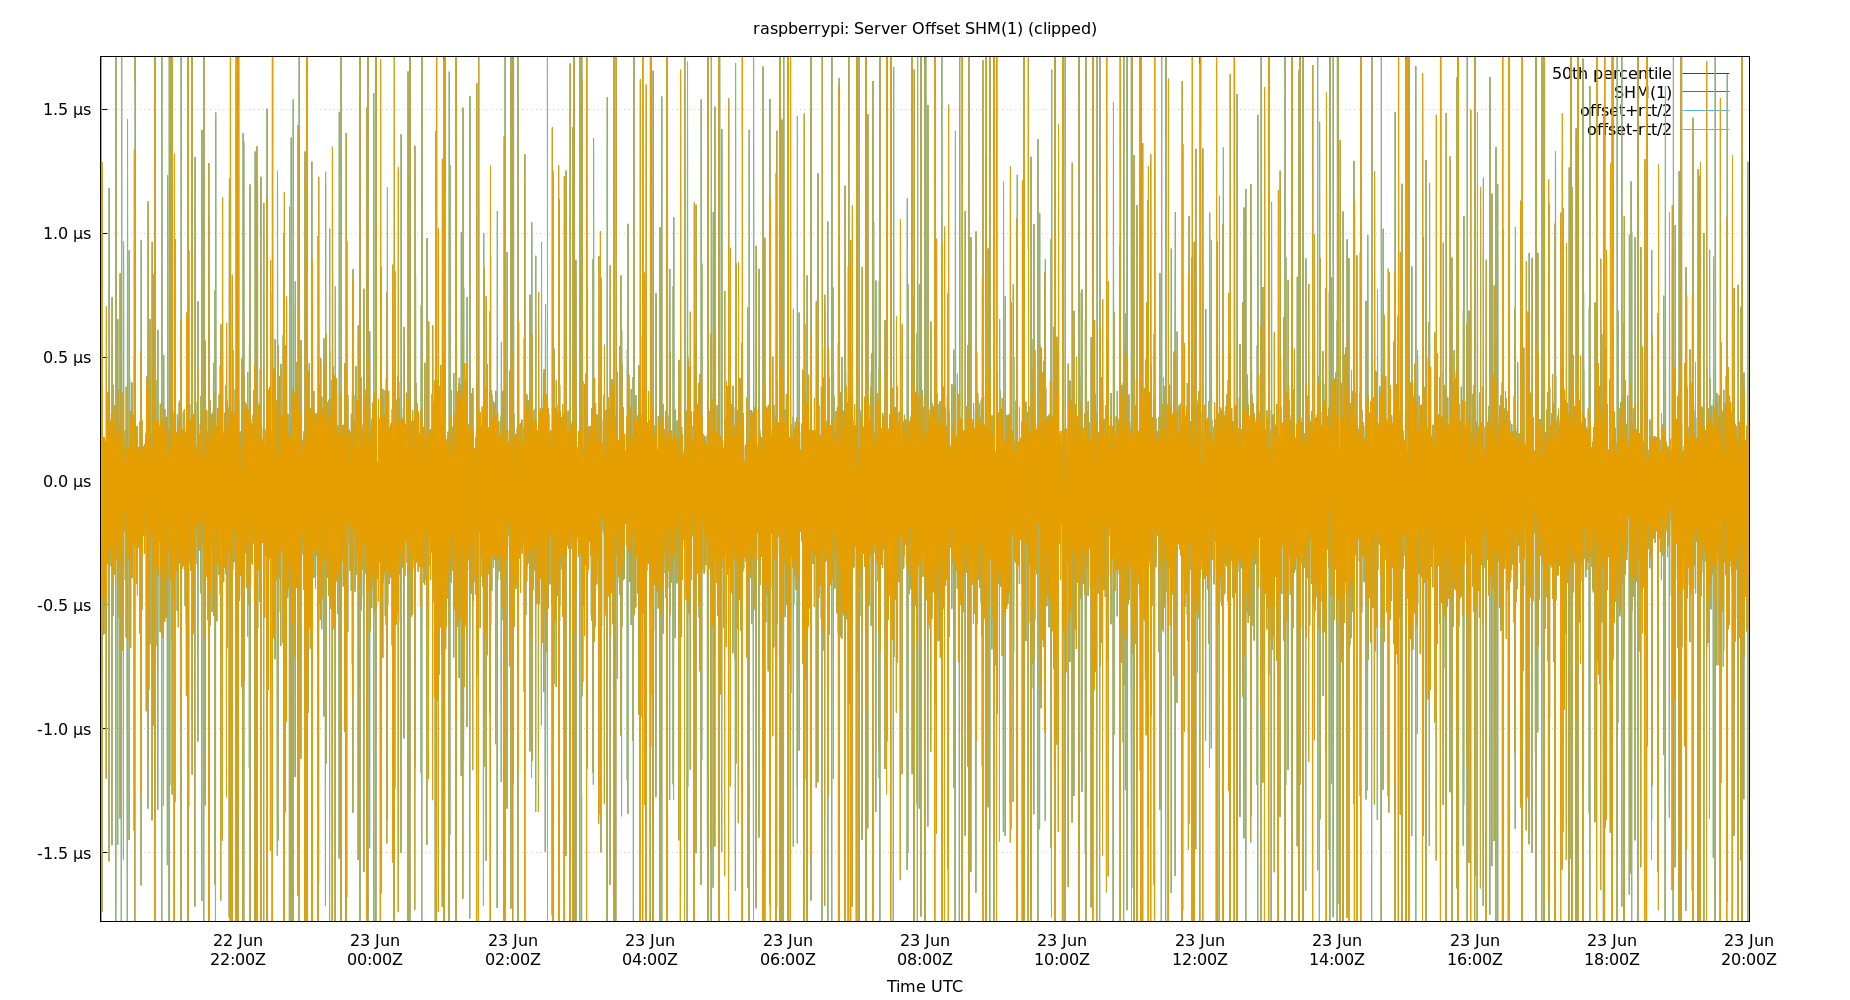 raspberrypi: Server Offset SHM(1) (clipped)
50th percentile
SHM(1)
offset+rtt/2
offset-rtt/2
1.5 µs
1.0 µs
0.5 µs
0.0 µs
-0.5 µs
-1.0 µs
-1.5 µs
22 Jun 23 Jun 23 Jun 23 Jun 23 Jun 23 Jun 23 Jun 23 Jun 23 Jun 23 Jun 23 Jun 23 Jun
22:00Z 00:00Z 02:00Z 04:00Z 06:00Z 08:00Z 10:00Z 12:00Z 14:00Z 16:00Z 18:00Z 20:00Z
Time UTC